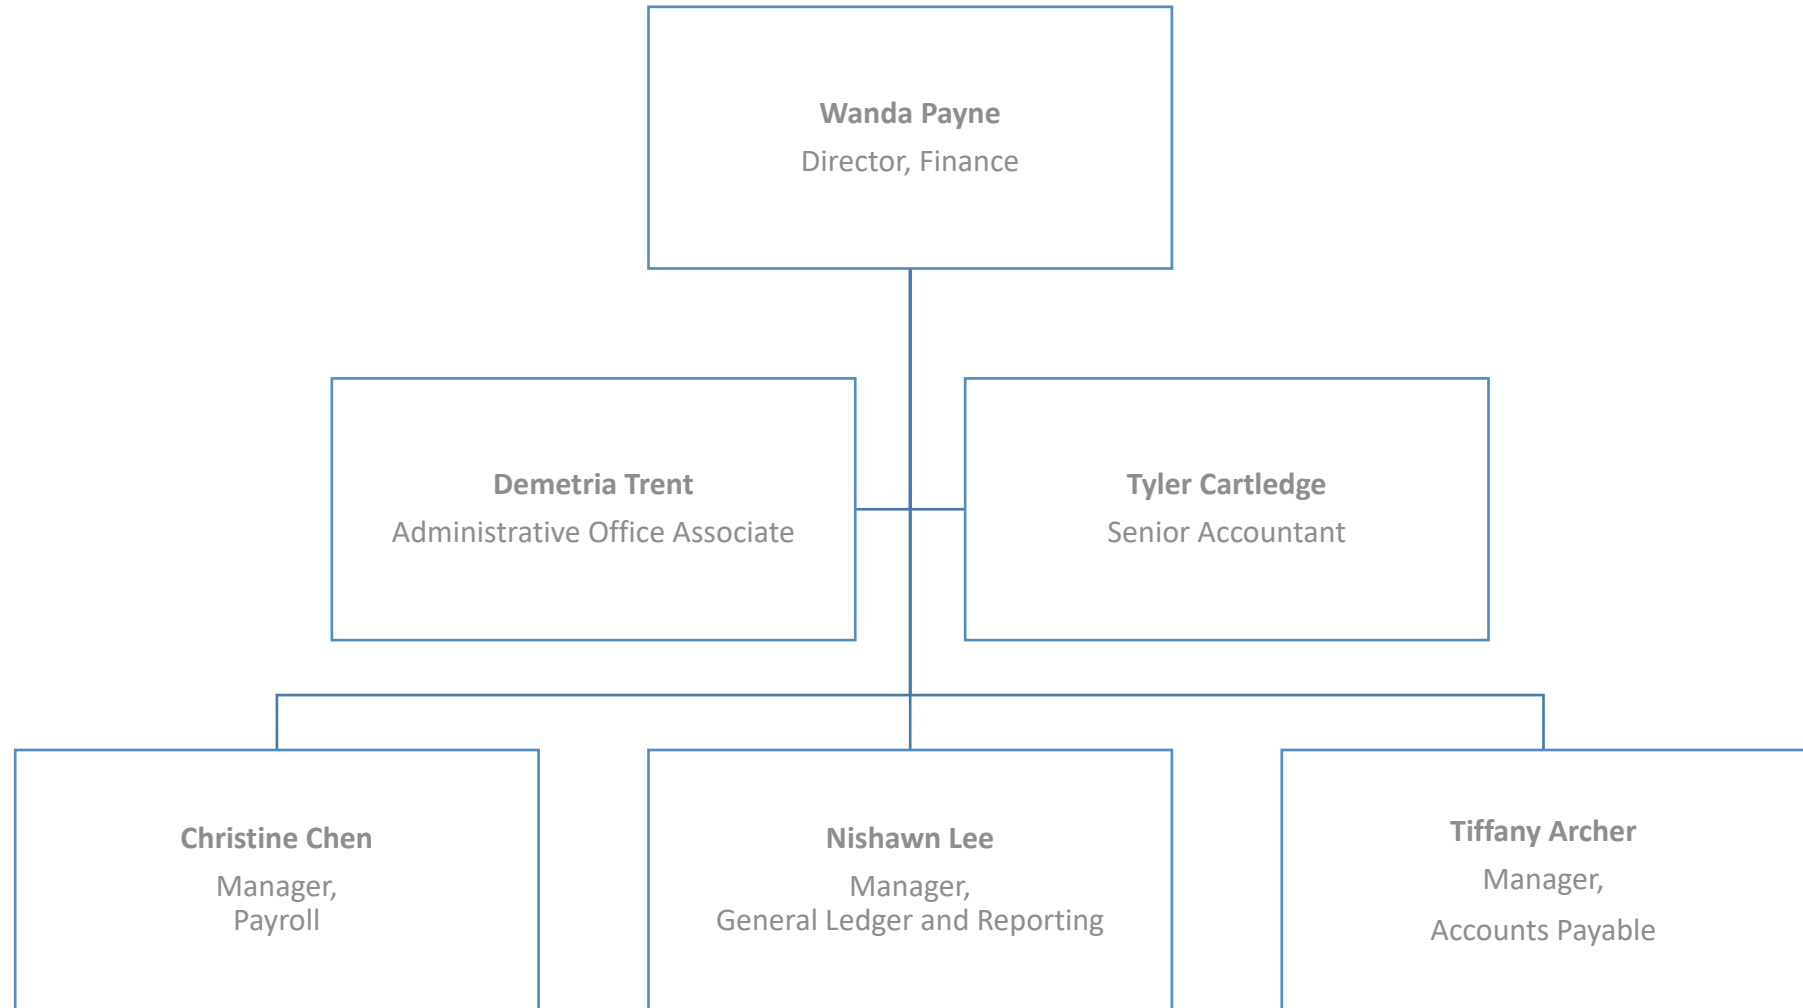 Wanda Payne
Director, Finance
Demetria Trent
Administrative Office Associate
Tyler Cartledge
Senior Accountant
Christine Chen
Manager,
Payroll
Nishawn Lee
Manager,
General Ledger and Reporting
Tiffany Archer
Manager,
Accounts Payable